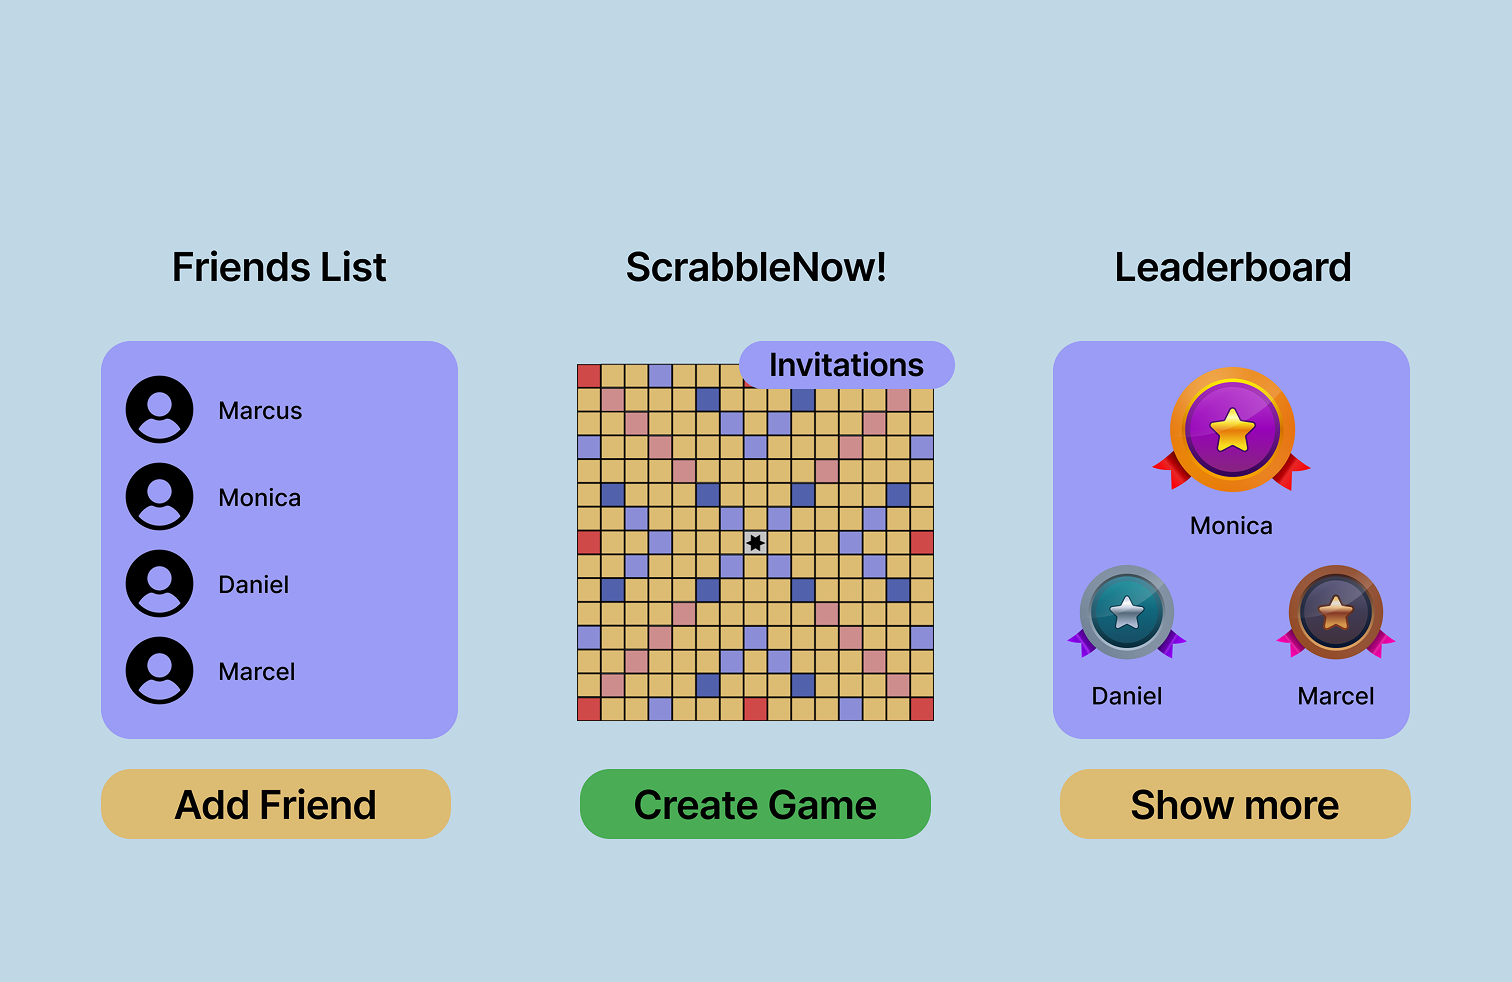 Friends List
Marcus
Monica
Daniel
Marcel
Add Friend
ScrabbleNow!
Invitations
Create Game
Leaderboard
Monica
Daniel
Marcel
Show more